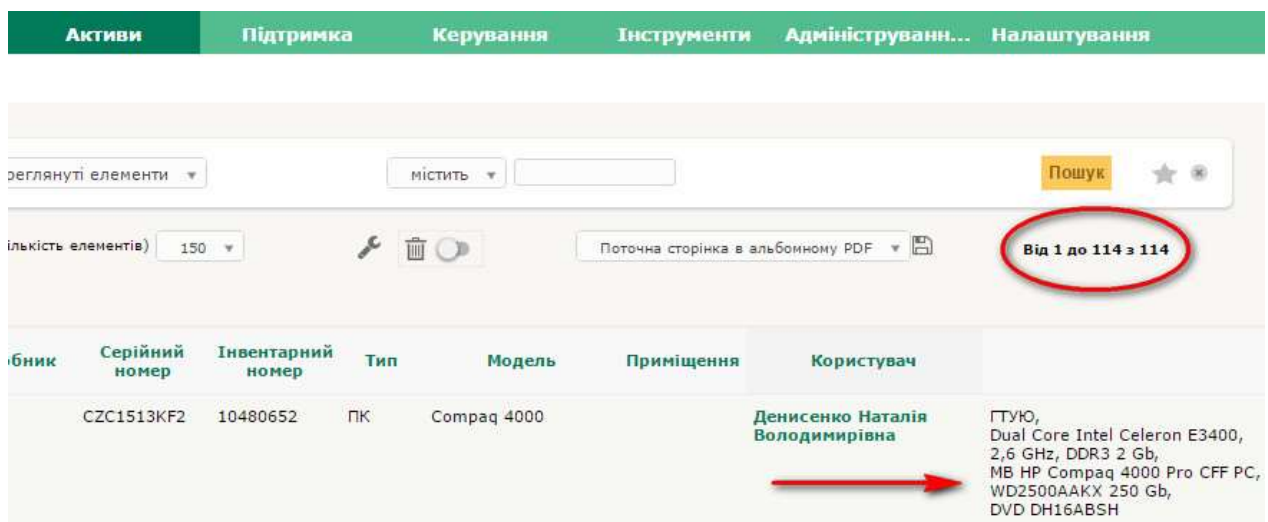 Активи Підтримка Керування Інструменти Адмініструванн... Налаштування
реглянуті елементи містить Пошук
ількість елементів) 150 Поточна сторінка в альбомному PDF Від 1 до 114 з 114
обник Серійний номер Інвентарний номер Тип Модель Приміщення Користувач
CZC1513KF2 10480652 ПК Compaq 4000 Денисенко Наталія Володимирівна
ГТУЮ,
Dual Core Intel Celeron E3400,
2,6 GHz, DDR3 2 Gb,
MB HP Compaq 4000 Pro CFF PC,
WD2500AAKX 250 Gb,
DVD DH16ABSH